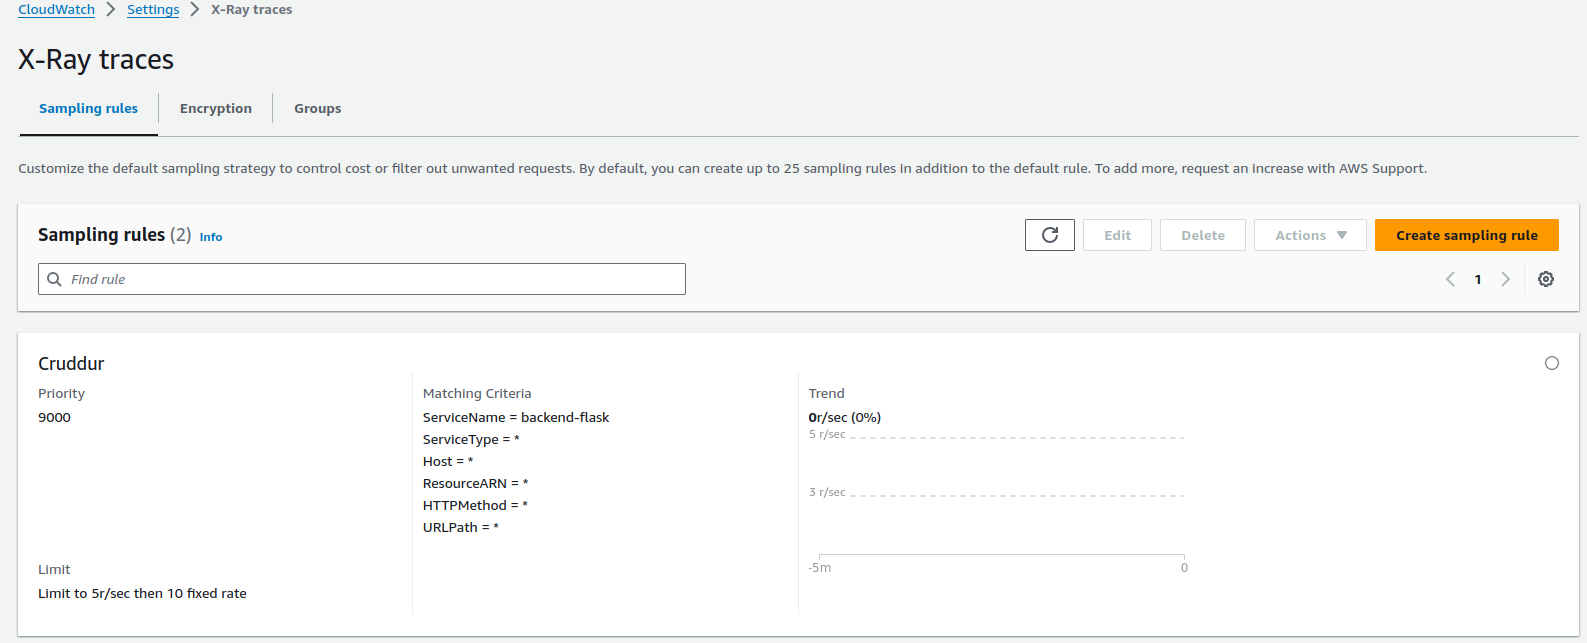 CloudWatch > Settings > X-Ray traces
X-Ray traces
Sampling rules Encryption Groups
Customize the default sampling strategy to control cost or filter out unwanted requests. By default, you can create up to 25 sampling rules in addition to the default rule. To add more, request an increase with AWS Support.
Sampling rules (2) Info
Edit Delete Actions Create sampling rule
Find rule
1
Cruddur
Priority
9000
Limit
Limit to 5r/sec then 10 fixed rate
Matching Criteria
ServiceName = backend-flask
ServiceType = *
Host = *
ResourceARN = *
HTTPMethod = *
URLPath = *
Trend
0r/sec (0%)
5 r/sec
3 r/sec
-5m 0